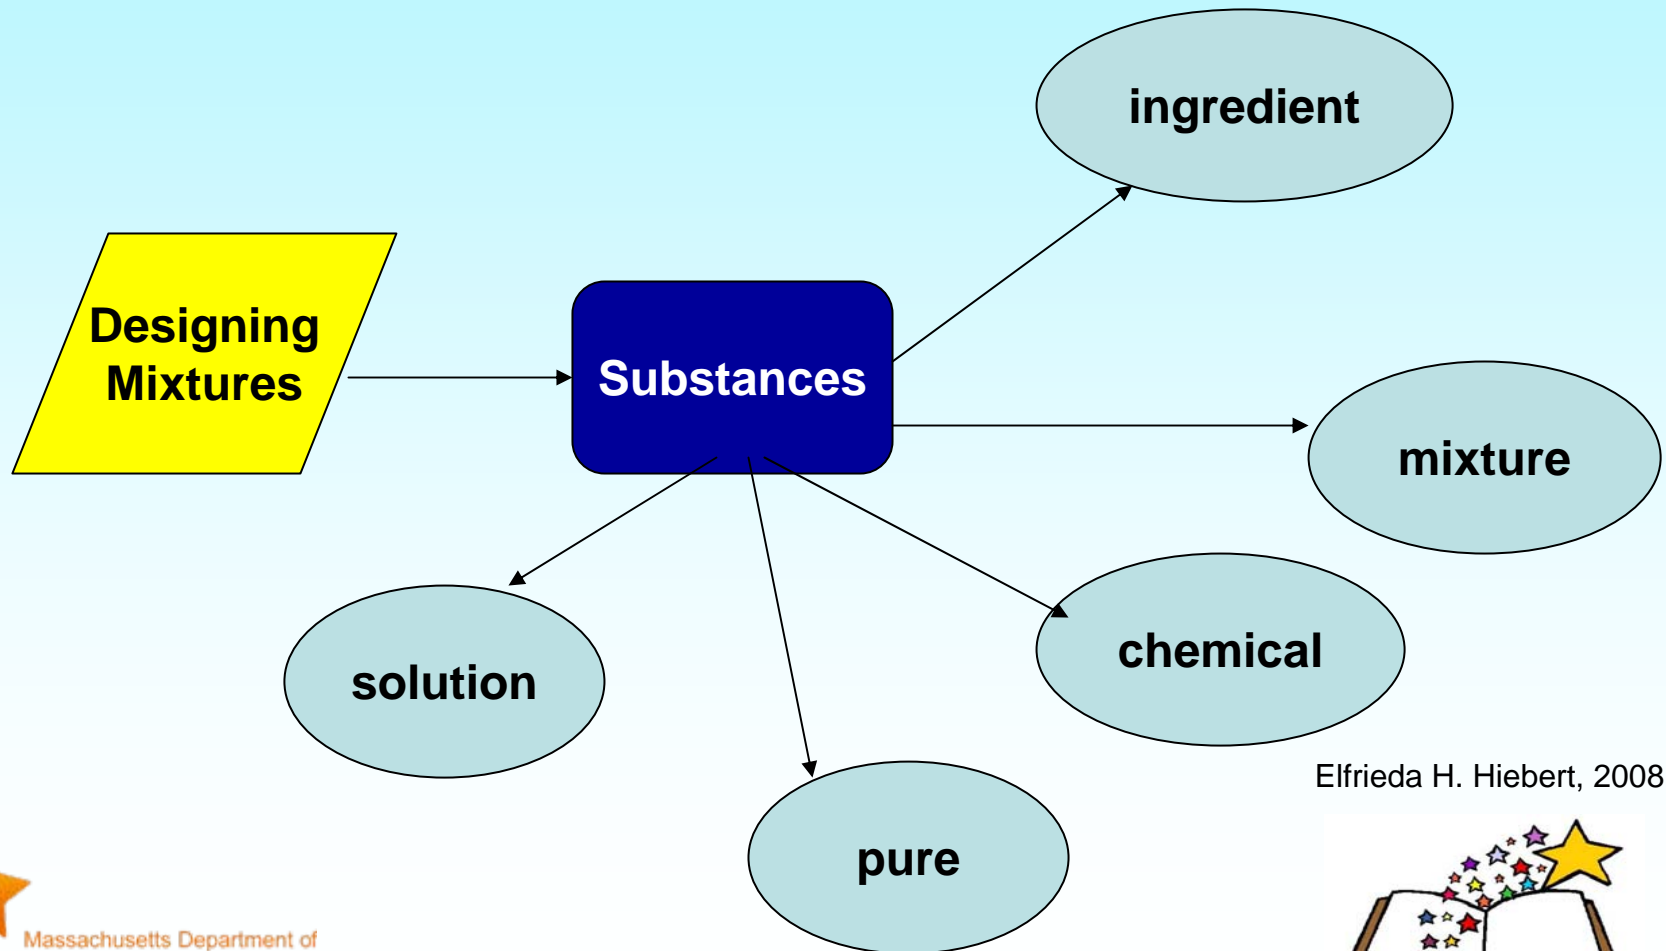 ingredient
Designing
Mixtures
Substances
mixture
chemical
solution
Elfrieda H. Hiebert, 2008
pure
Massachusetts Department of